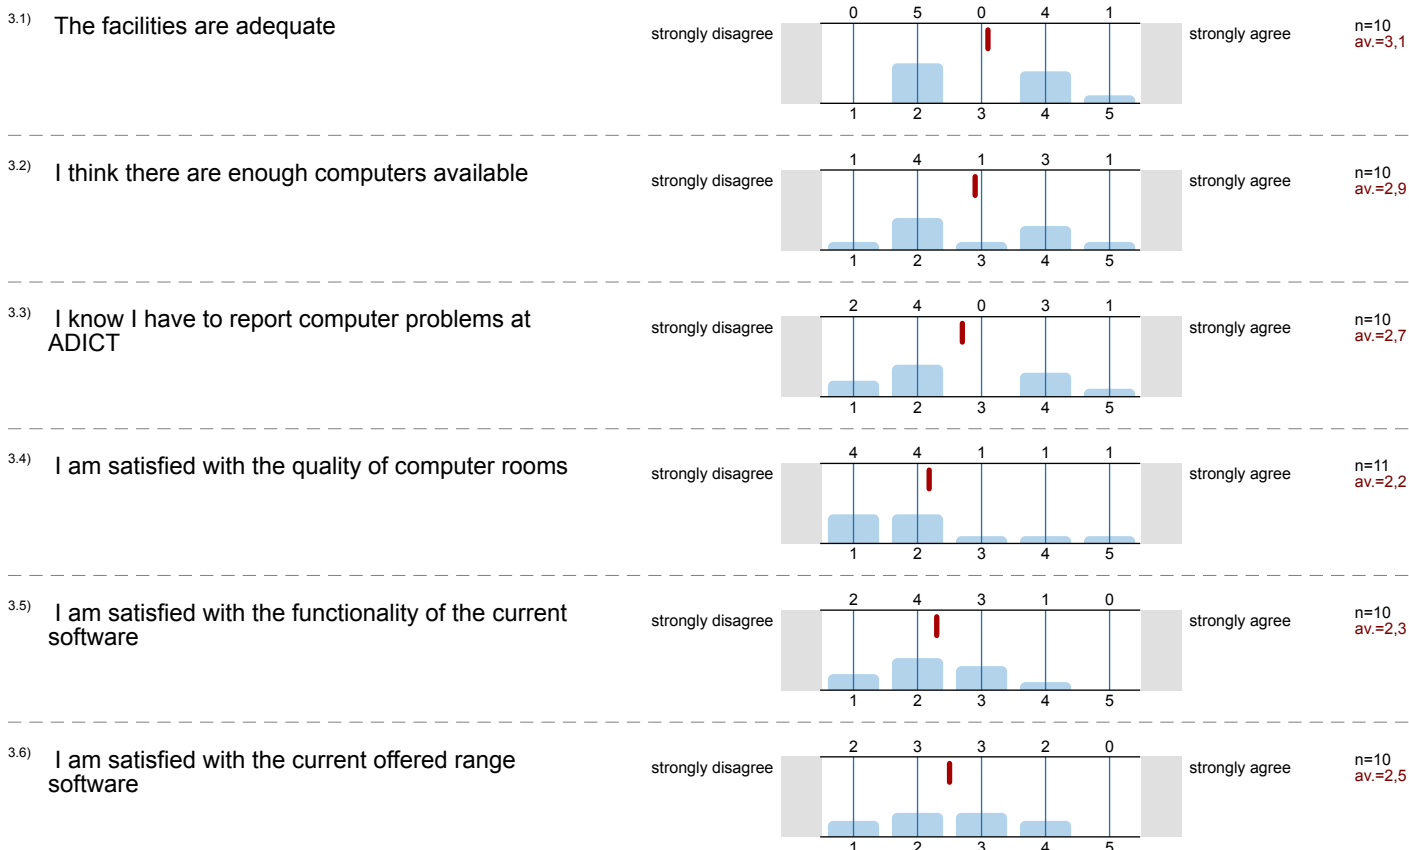 3.1) The facilities are adequate
0 5 0 4 1
strongly disagree strongly agree
n=10
av.=3,1
1 2 3 4 5
3.2) I think there are enough computers available
1 4 1 3 1
strongly disagree strongly agree
n=10
av.=2,9
1 2 3 4 5
3.3) I know I have to report computer problems at
ADICT
2 4 0 3 1
strongly disagree strongly agree
n=10
av.=2,7
1 2 3 4 5
3.4) I am satisfied with the quality of computer rooms
4 4 1 1 1
strongly disagree strongly agree
n=11
av.=2,2
1 2 3 4 5
3.5) I am satisfied with the functionality of the current
software
2 4 3 1 0
strongly disagree strongly agree
n=10
av.=2,3
1 2 3 4 5
3.6) I am satisfied with the current offered range
software
2 3 3 2 0
strongly disagree strongly agree
n=10
av.=2,5
1 2 3 4 5